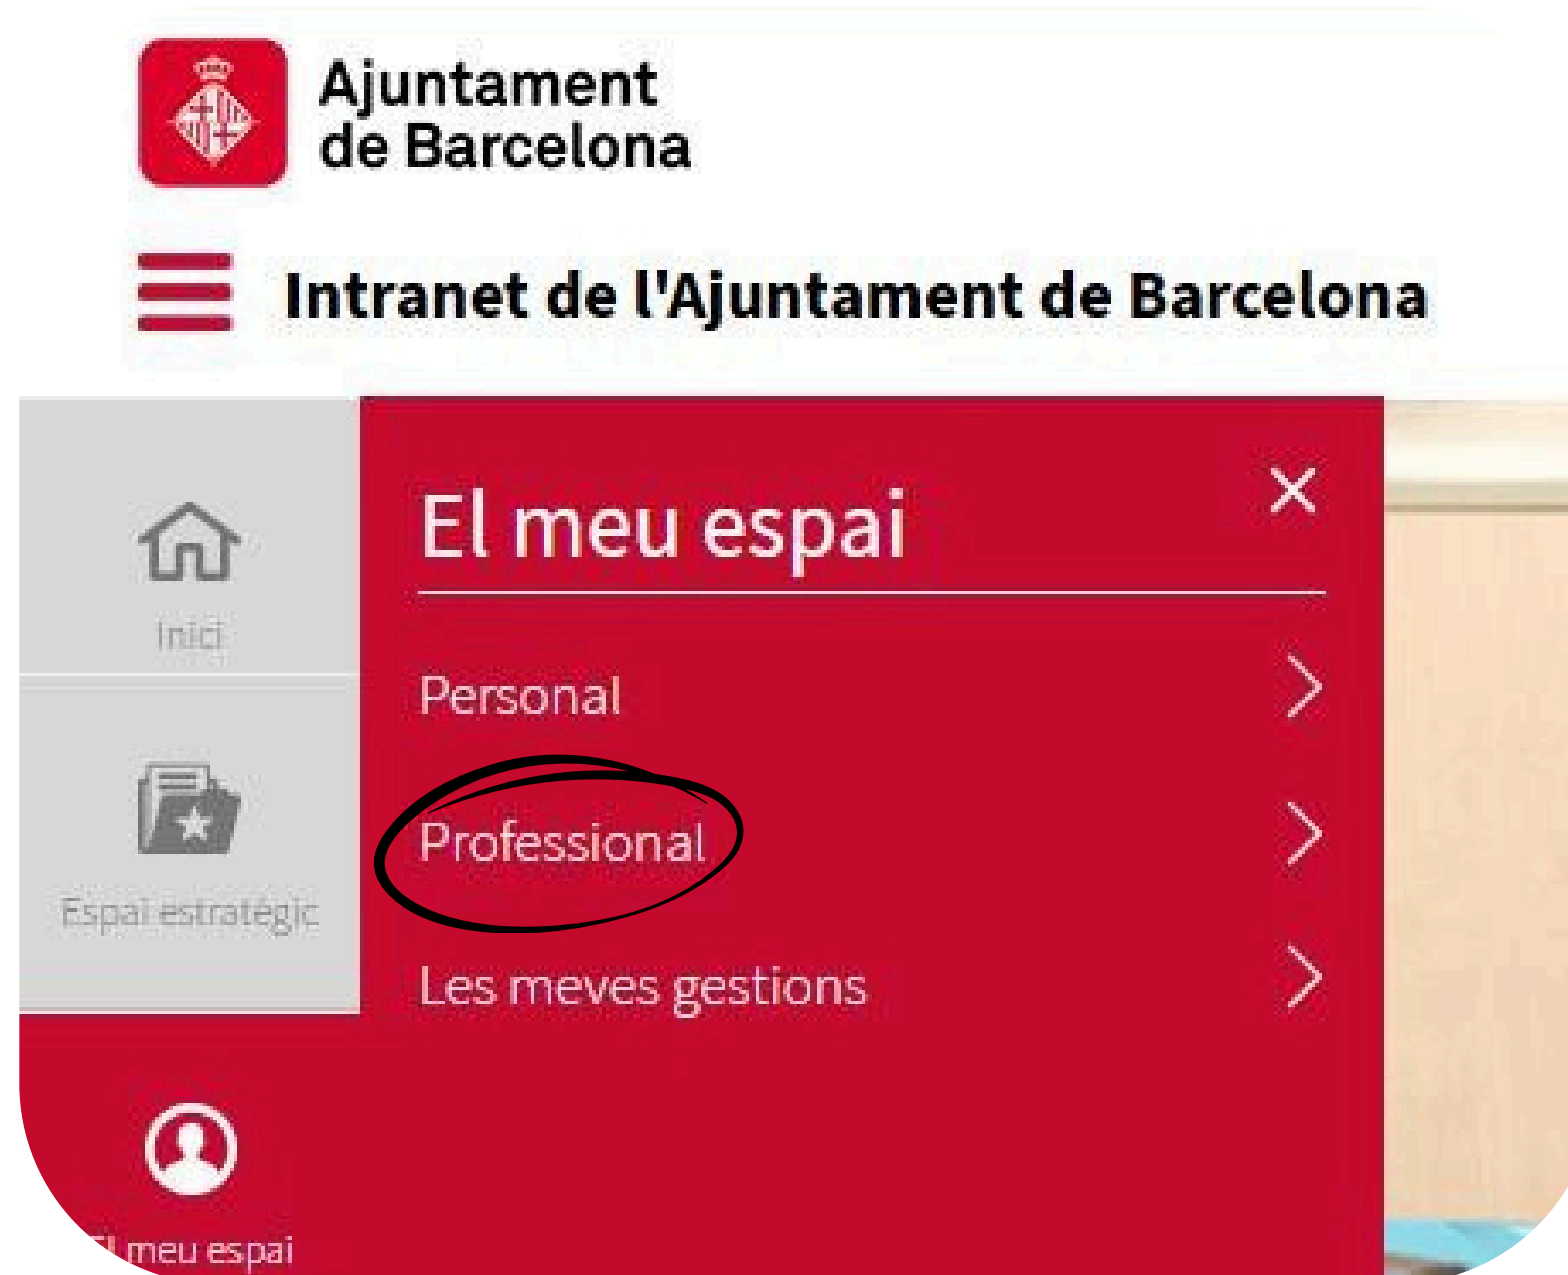 Ajuntament
de Barcelona
Intranet de l'Ajuntament de Barcelona
El meu espai
Inici
Personal
Professional
Espai estratègic
Les meves gestions
El meu espai